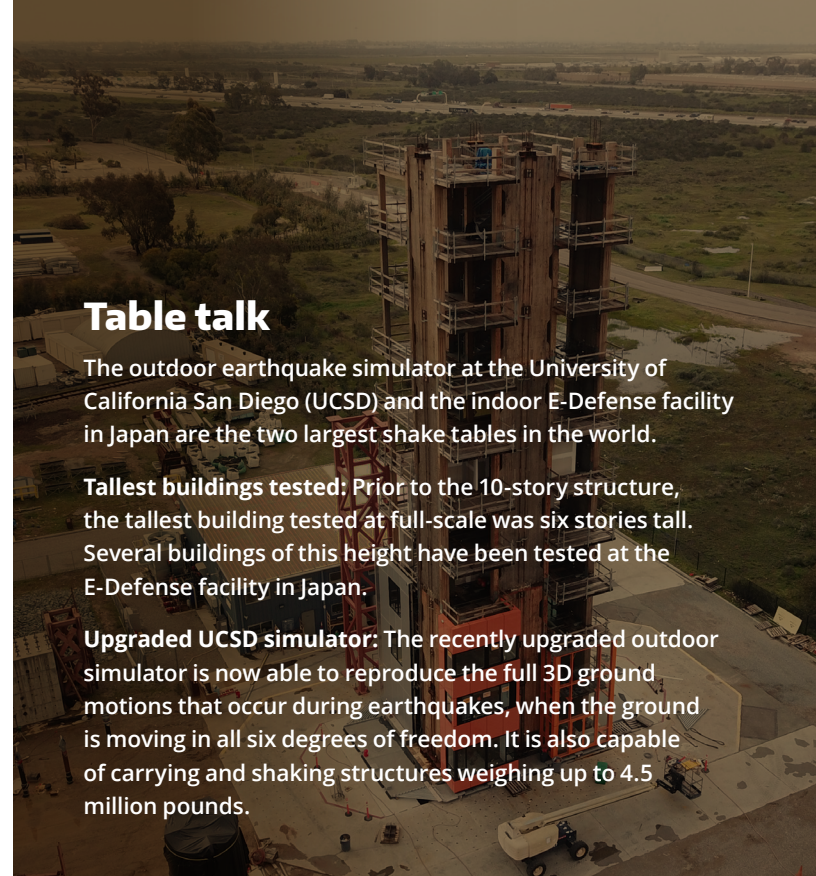 Table talk
The outdoor earthquake simulator at the University of
California San Diego (UCSD) and the indoor E-Defense facility
in Japan are the two largest shake tables in the world.
Tallest buildings tested: Prior to the 10-story structure,
the tallest building tested at full-scale was six stories tall.
Several buildings of this height have been tested at the
E-Defense facility in Japan.
Upgraded UCSD simulator: The recently upgraded outdoor
simulator is now able to reproduce the full 3D ground
motions that occur during earthquakes, when the ground
is moving in all six degrees of freedom. It is also capable
of carrying and shaking structures weighing up to 4.5
million pounds.